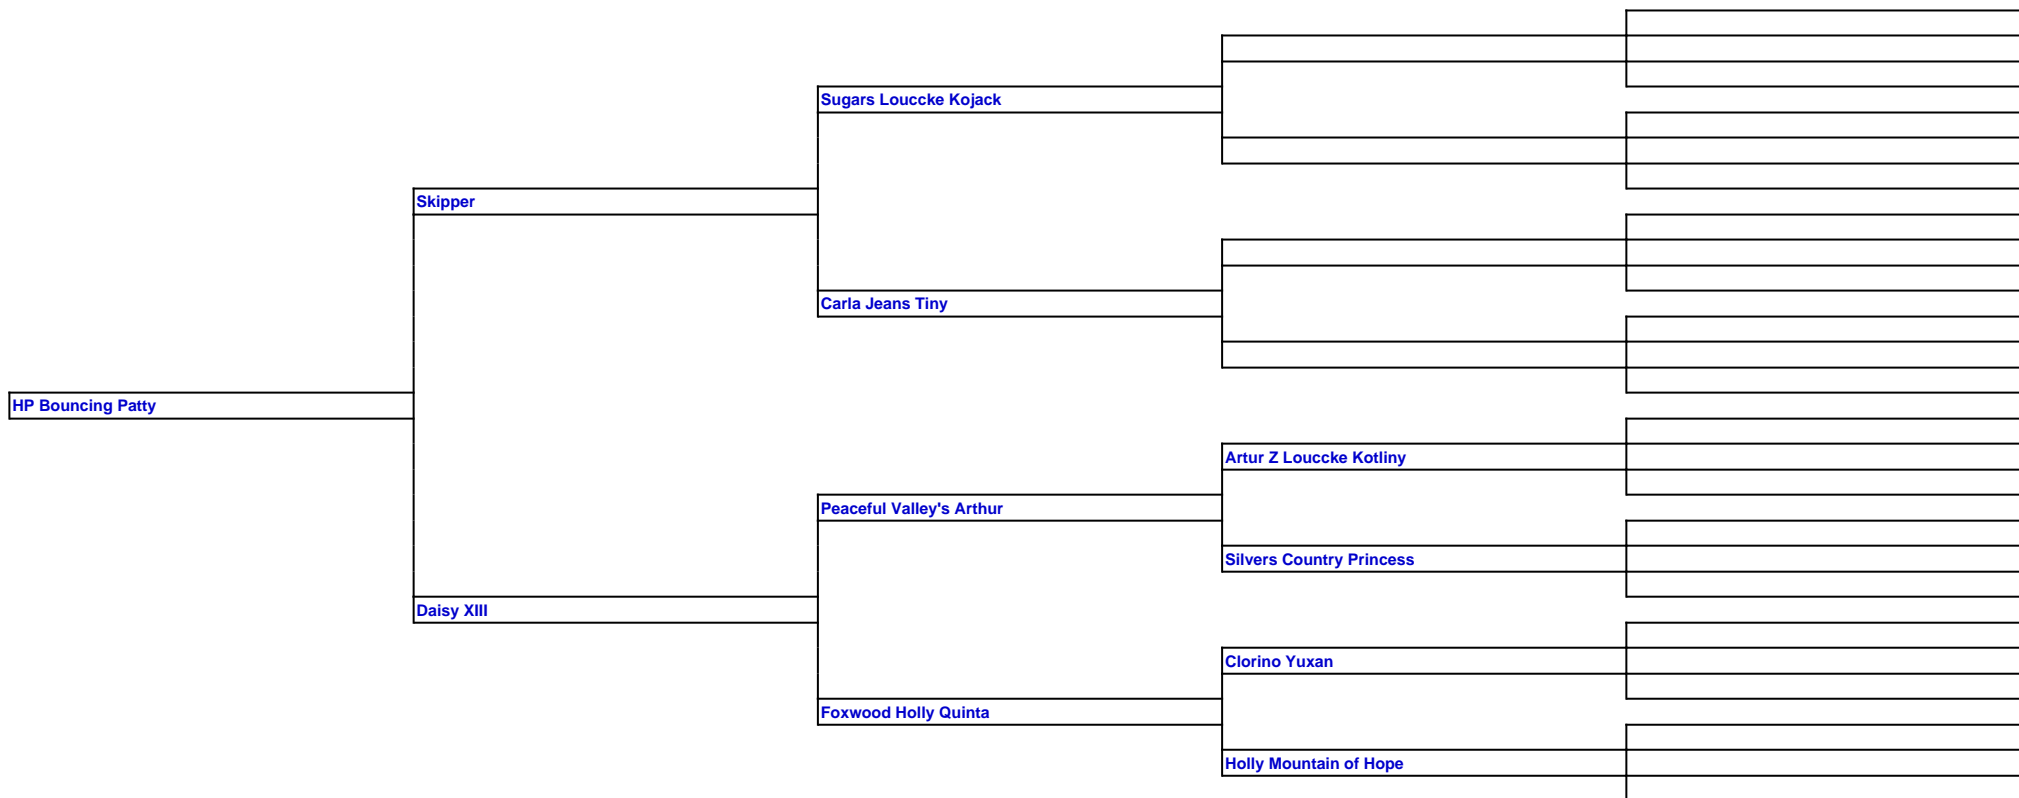 Sugars Louccke Kojack
Skipper
Carla Jeans Tiny
HP Bouncing Patty
Artur Z Louccke Kotliny
Peaceful Valley's Arthur
Silvers Country Princess
Daisy XIII
Clorino Yuxan
Foxwood Holly Quinta
Holly Mountain of Hope